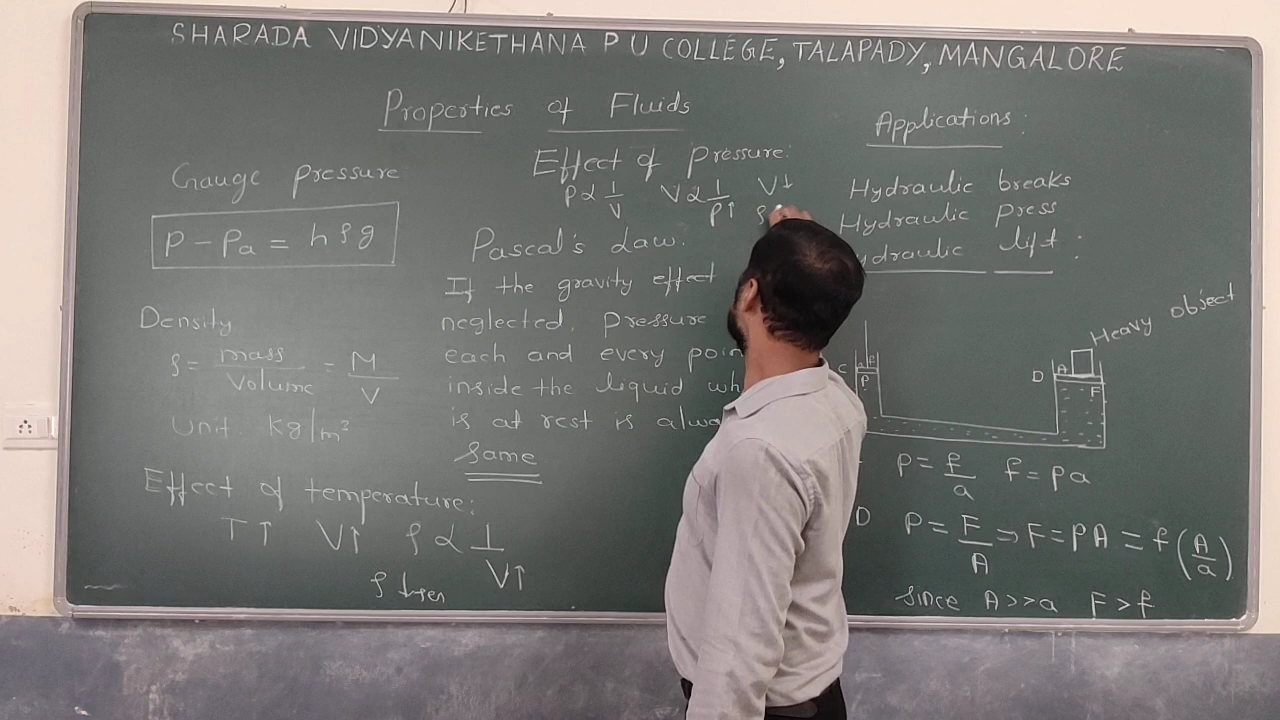 SHARADA VIDYANIKETHANA P U COLLEGE, TALAPADY, MANGALORE
Properties of Fluids
Gauge pressure
P - Pa = hρg
Density
ρ = mass/Volume = M/V
Unit. kg/m³
Effect of temperature:
T↑ V↑ ρ ∝ 1/V↑
ρ ↓ses
Effect of Pressure:
P ∝ 1/V V ∝ 1/P↑ V↓
ρ
Pascal's Law.
If the gravity effect
neglected, pressure
each and every poin
inside the liquid wh
is at rest is alwa
Same
Applications:
Hydraulic breaks
Hydraulic press
ydraulic lift:
Heavy object
C a f
P
D A
F
P = f/a f = pa
D P = F/A ⇒ F = PA = f(A/a)
Since A>>a F>f